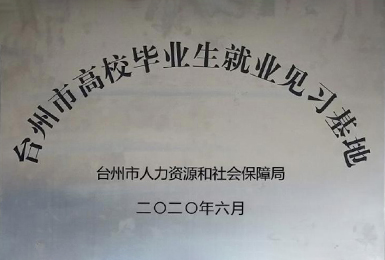 台州市高校毕业生就业见习基地
台州市人力资源和社会保障局
二〇二〇年六月